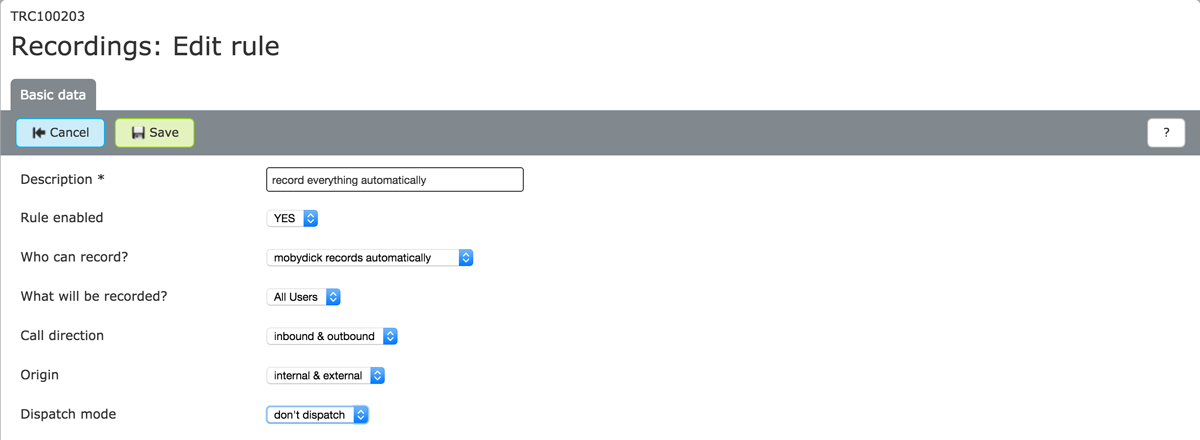 TRC100203
Recordings: Edit rule
Basic data
Cancel Save ?
Description * record everything automatically
Rule enabled YES
Who can record? mobydick records automatically
What will be recorded? All Users
Call direction inbound & outbound
Origin internal & external
Dispatch mode don't dispatch